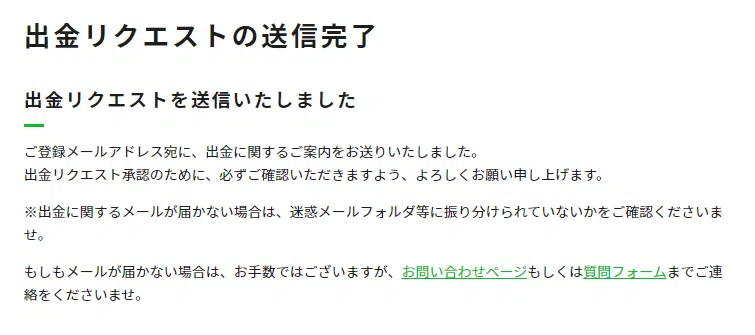 出金リクエストの送信完了
出金リクエストを送信いたしました
ご登録メールアドレス宛に、出金に関するご案内をお送りいたしました。
出金リクエスト承認のために、必ずご確認いただきますよう、よろしくお願い申し上げます。
※出金に関するメールが届かない場合は、迷惑メールフォルダ等に振り分けられていないかをご確認くださいま
せ。
もしもメールが届かない場合は、お手数ではございますが、お問い合わせページもしくは質問フォームまでご連
絡をくださいませ。